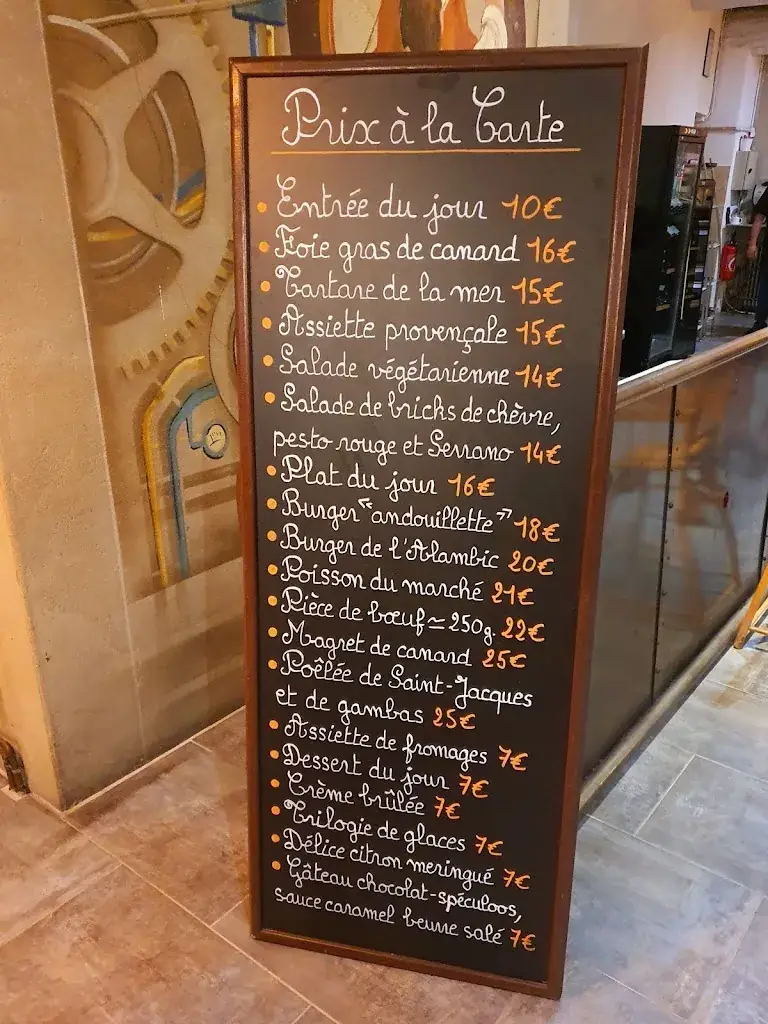 Prix à la Carte
• Entrée du jour 10€
• Foie gras de canard 16€
• Tartare de la mer 15€
• Assiette provençale 15€
• Salade végétarienne 14€
• Salade de bricks de chèvre,
pesto rouge et Serrano 14€
• Plat du jour 16€
• Burger "andouillette" 18€
• Burger de l'Alambic 20€
• Poisson du marché 21€
• Pièce de bœuf ≃ 250g 22€
• Magret de canard 25€
• Poêlée de Saint-Jacques
et de gambas 25€
• Assiette de fromages 7€
• Dessert du jour 7€
• Crème brûlée 7€
• Trilogie de glaces 7€
• Délice citron meringué 7€
• Gâteau chocolat-spéculoos,
sauce caramel beurre salé 7€